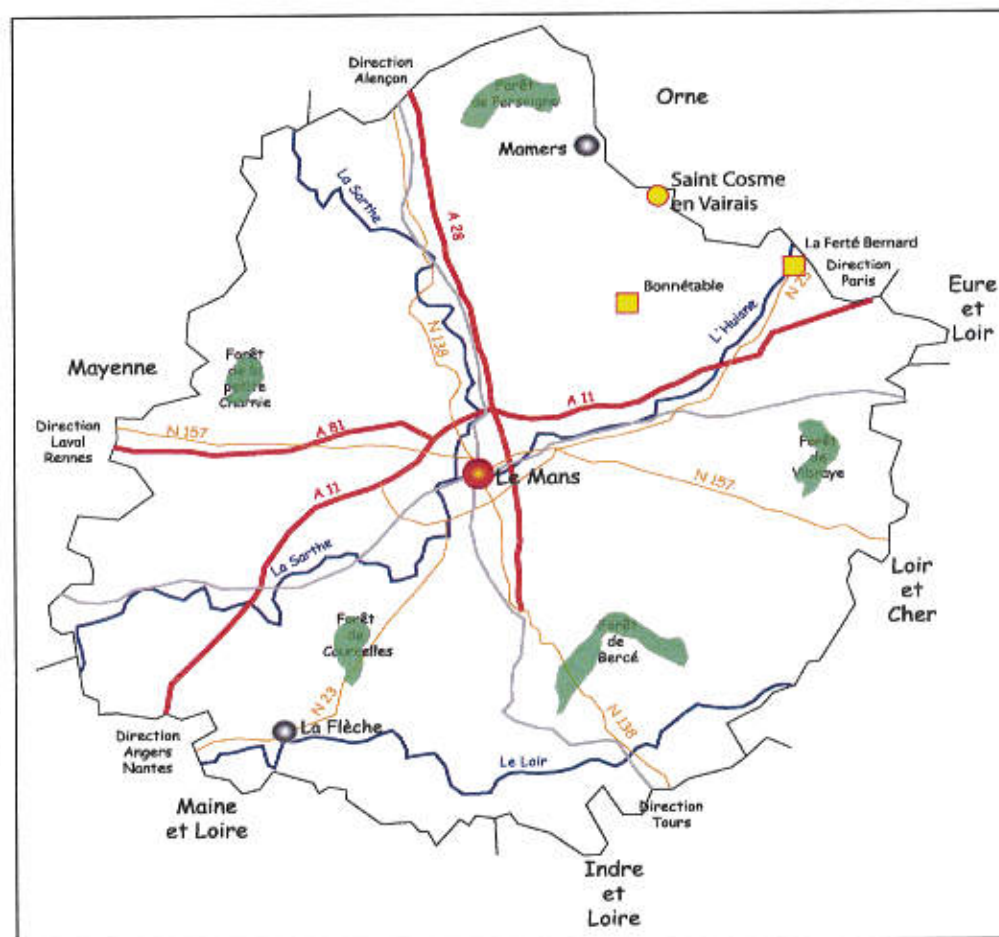 Direction
Alençon
Forêt
de Perseigne
Orne
Mamers
La Sarthe
Saint Cosme
en Vairais
A 28
La Ferté Bernard
Direction
Paris
N 23
Bonnétable
L'Huisne
Eure
et
Loir
N 138
Forêt
de la
petite
Charnie
Mayenne
A 11
Direction
Laval
Rennes
N 157
A 81
Forêt
de
Vibraye
Le Mans
N 157
A 11
La Sarthe
Loir
et
Cher
Forêt
de
Courcelles
Forêt
de
Bercé
N 23
La Flèche
N 138
Direction
Angers
Nantes
Le Loir
Maine
et Loire
Direction
Tours
Indre
et
Loire